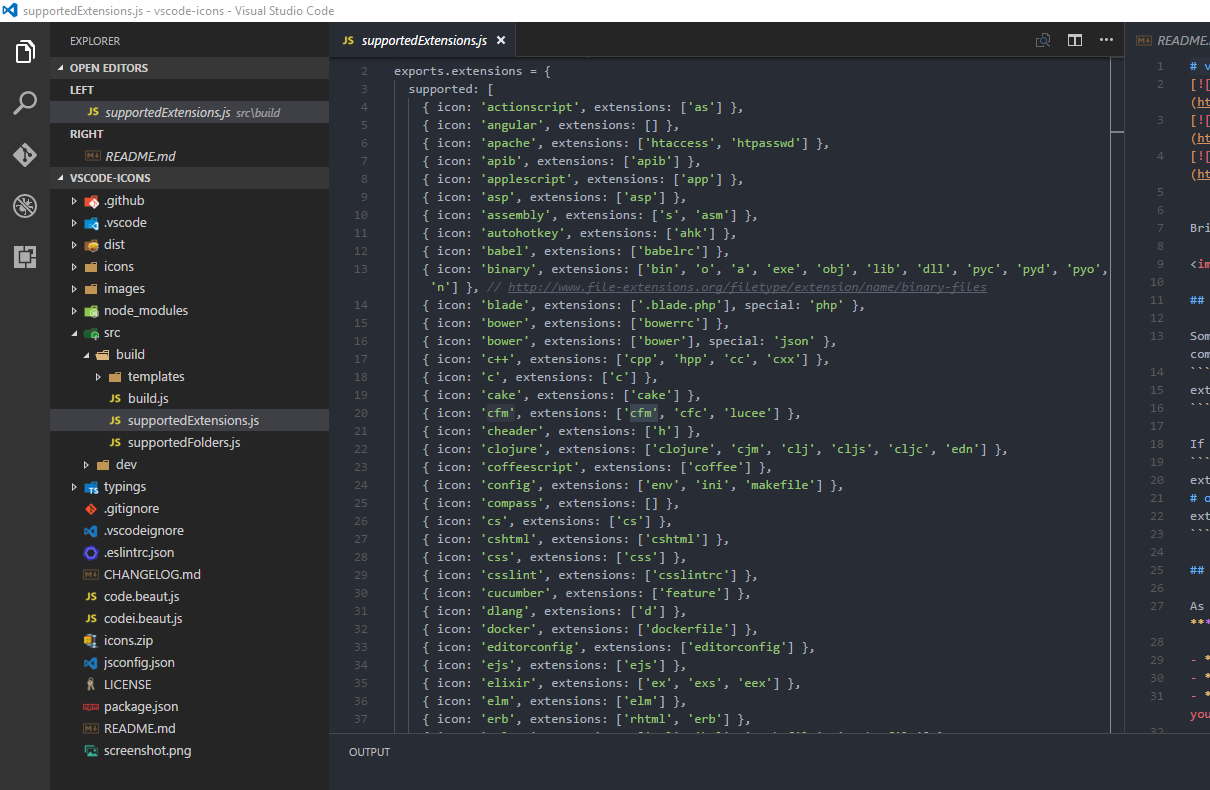 supportedExtensions.js - vscode-icons - Visual Studio Code
EXPLORER
OPEN EDITORS
LEFT
JS supportedExtensions.js src\build
RIGHT
README.md
VSCODE-ICONS
.github
.vscode
dist
icons
images
node_modules
src
build
templates
JS build.js
JS supportedExtensions.js
JS supportedFolders.js
dev
TS typings
.gitignore
.vscodeignore
.eslintrc.json
CHANGELOG.md
JS code.beaut.js
JS codei.beaut.js
icons.zip
jsconfig.json
LICENSE
package.json
README.md
screenshot.png
JS supportedExtensions.js
2 exports.extensions = {
3 supported: [
4 { icon: 'actionscript', extensions: ['as'] },
5 { icon: 'angular', extensions: [] },
6 { icon: 'apache', extensions: ['htaccess', 'htpasswd'] },
7 { icon: 'apib', extensions: ['apib'] },
8 { icon: 'applescript', extensions: ['app'] },
9 { icon: 'asp', extensions: ['asp'] },
10 { icon: 'assembly', extensions: ['s', 'asm'] },
11 { icon: 'autohotkey', extensions: ['ahk'] },
12 { icon: 'babel', extensions: ['babelrc'] },
13 { icon: 'binary', extensions: ['bin', 'o', 'a', 'exe', 'obj', 'lib', 'dll', 'pyc', 'pyd', 'pyo',
'n'] }, // http://www.file-extensions.org/filetype/extension/name/binary-files
14 { icon: 'blade', extensions: ['.blade.php'], special: 'php' },
15 { icon: 'bower', extensions: ['bowerrc'] },
16 { icon: 'bower', extensions: ['bower'], special: 'json' },
17 { icon: 'c++', extensions: ['cpp', 'hpp', 'cc', 'cxx'] },
18 { icon: 'c', extensions: ['c'] },
19 { icon: 'cake', extensions: ['cake'] },
20 { icon: 'cfm', extensions: ['cfm', 'cfc', 'lucee'] },
21 { icon: 'cheader', extensions: ['h'] },
22 { icon: 'clojure', extensions: ['clojure', 'cjm', 'clj', 'cljs', 'cljc', 'edn'] },
23 { icon: 'coffeescript', extensions: ['coffee'] },
24 { icon: 'config', extensions: ['env', 'ini', 'makefile'] },
25 { icon: 'compass', extensions: [] },
26 { icon: 'cs', extensions: ['cs'] },
27 { icon: 'cshtml', extensions: ['cshtml'] },
28 { icon: 'css', extensions: ['css'] },
29 { icon: 'csslint', extensions: ['csslintrc'] },
30 { icon: 'cucumber', extensions: ['feature'] },
31 { icon: 'dlang', extensions: ['d'] },
32 { icon: 'docker', extensions: ['dockerfile'] },
33 { icon: 'editorconfig', extensions: ['editorconfig'] },
34 { icon: 'ejs', extensions: ['ejs'] },
35 { icon: 'elixir', extensions: ['ex', 'exs', 'eex'] },
36 { icon: 'elm', extensions: ['elm'] },
37 { icon: 'erb', extensions: ['rhtml', 'erb'] },
OUTPUT
README.
1 # v
2 [![
(ht
3 [![
(ht
4 [![
(ht
5
6
7 Bri
8
9 <im
10
11 ##
12
13 Som
com
14 ```
15 ext
16 ```
17
18 If
19 ```
20 ext
21 # o
22 ext
23 ```
24
25 ##
26
27 As
***
28
29 - *
30 - *
31 - *
you
32